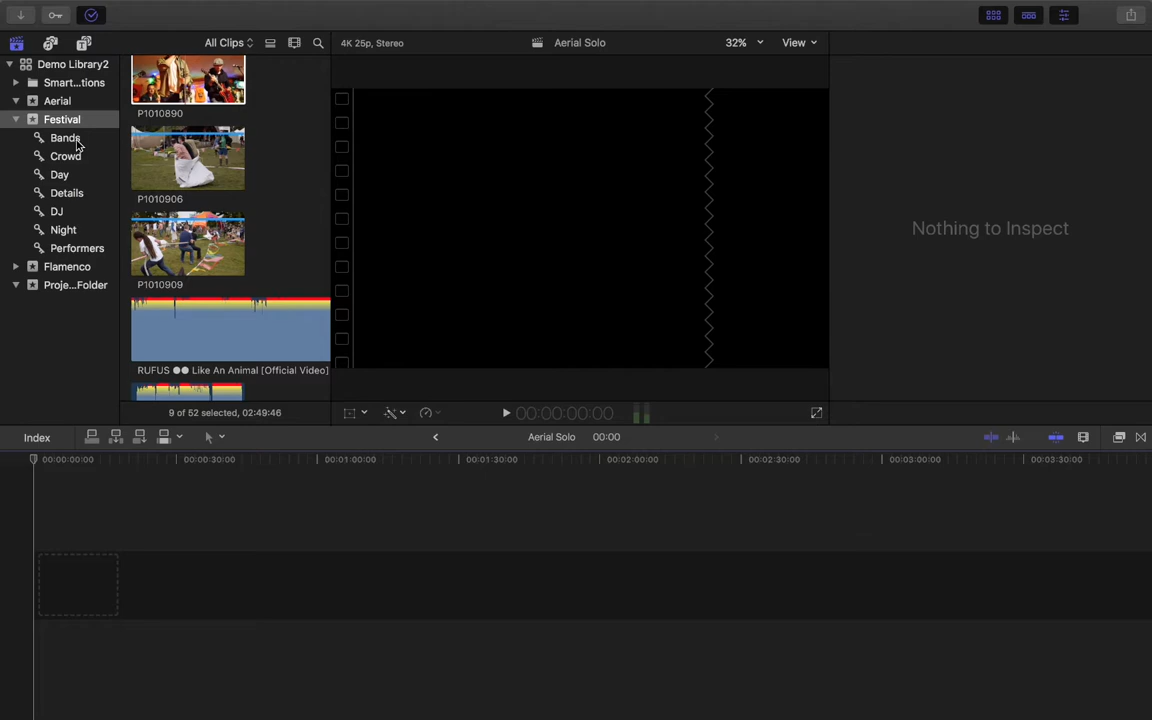 All Clips
4K 25p, Stereo
Aerial Solo
32%
View
Demo Library2
Smart...tions
Aerial
Festival
Bands
Crowd
Day
Details
DJ
Night
Performers
Flamenco
Proje...Folder
P1010890
P1010906
P1010909
RUFUS ●● Like An Animal [Official Video]
9 of 52 selected, 02:49:46
Nothing to Inspect
00:00:00:00
Index
Aerial Solo
00:00
00:00:00:00
00:00:30:00
00:01:00:00
00:01:30:00
00:02:00:00
00:02:30:00
00:03:00:00
00:03:30:00